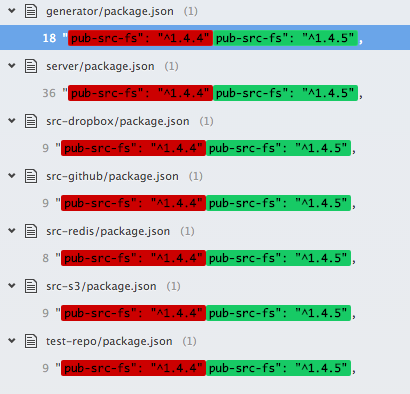 generator/package.json (1)
18 "pub-src-fs": "^1.4.4"pub-src-fs": "^1.4.5",
server/package.json (1)
36 "pub-src-fs": "^1.4.4"pub-src-fs": "^1.4.5",
src-dropbox/package.json (1)
9 "pub-src-fs": "^1.4.4"pub-src-fs": "^1.4.5",
src-github/package.json (1)
9 "pub-src-fs": "^1.4.4"pub-src-fs": "^1.4.5",
src-redis/package.json (1)
8 "pub-src-fs": "^1.4.4"pub-src-fs": "^1.4.5",
src-s3/package.json (1)
9 "pub-src-fs": "^1.4.4"pub-src-fs": "^1.4.5",
test-repo/package.json (1)
9 "pub-src-fs": "^1.4.4"pub-src-fs": "^1.4.5",